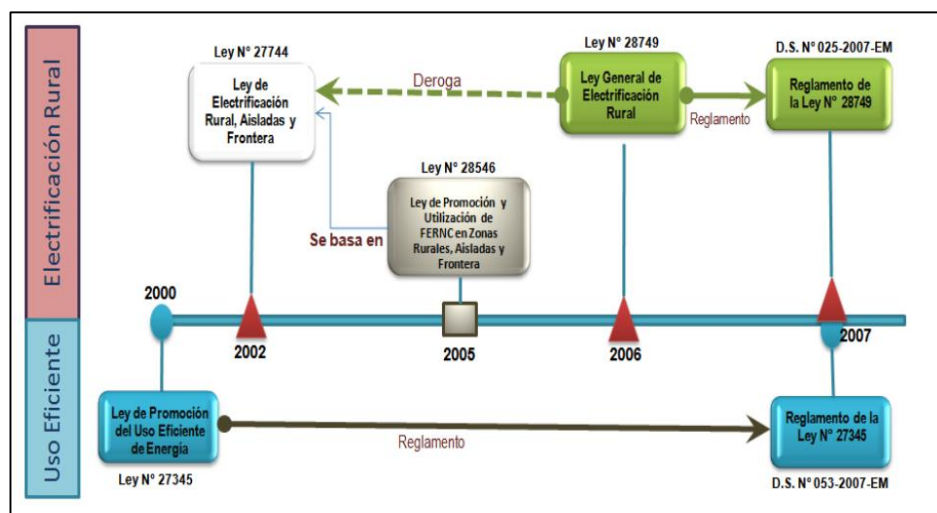 Electrificación Rural
Uso Eficiente
Ley N° 27744
Ley de
Electrificación
Rural, Aisladas y
Frontera
Deroga
Ley N° 28749
Ley General de
Electrificación
Rural
Reglamento
D.S. N° 025-2007-EM
Reglamento de
la Ley N° 28749
Ley N° 28546
Ley de Promoción y
Utilización de
FERNC en Zonas
Rurales, Aisladas y
Frontera
Se basa en
2000
2002
2005
2006
2007
Ley de Promoción
del Uso Eficiente
de Energía
Ley N° 27345
Reglamento
Reglamento de la
Ley N° 27345
D.S. N° 053-2007-EM